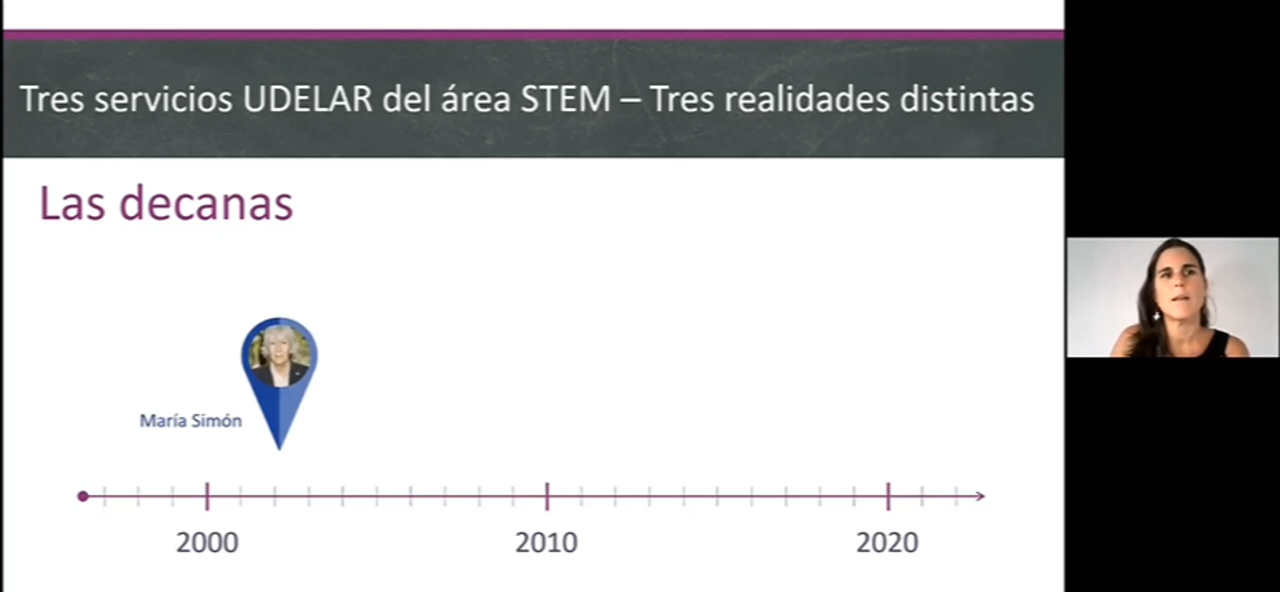 Tres servicios UDELAR del área STEM – Tres realidades distintas
Las decanas
María Simón
2000
2010
2020